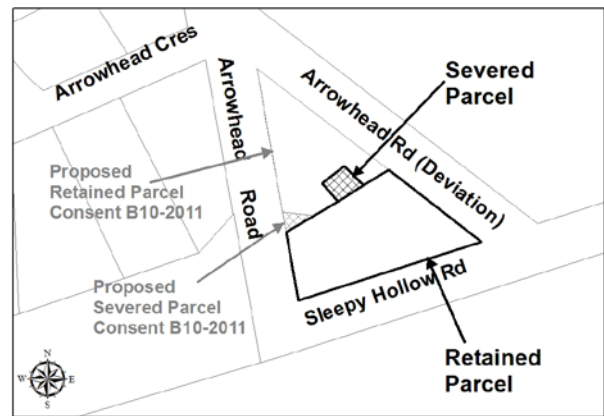 Arrowhead Cres
Arrowhead
Road
Arrowhead Rd (Deviation)
Severed
Parcel
Proposed
Retained Parcel
Consent B10-2011
Proposed
Severed Parcel
Consent B10-2011
Sleepy Hollow Rd
Retained
Parcel
N
W
E
S